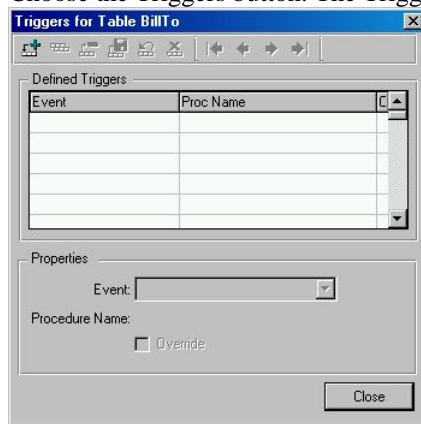 Choose the Triggers button. The Trigg
Triggers for Table BillTo
Defined Triggers
Event Proc Name C
Properties
Event:
Procedure Name:
Override
Close